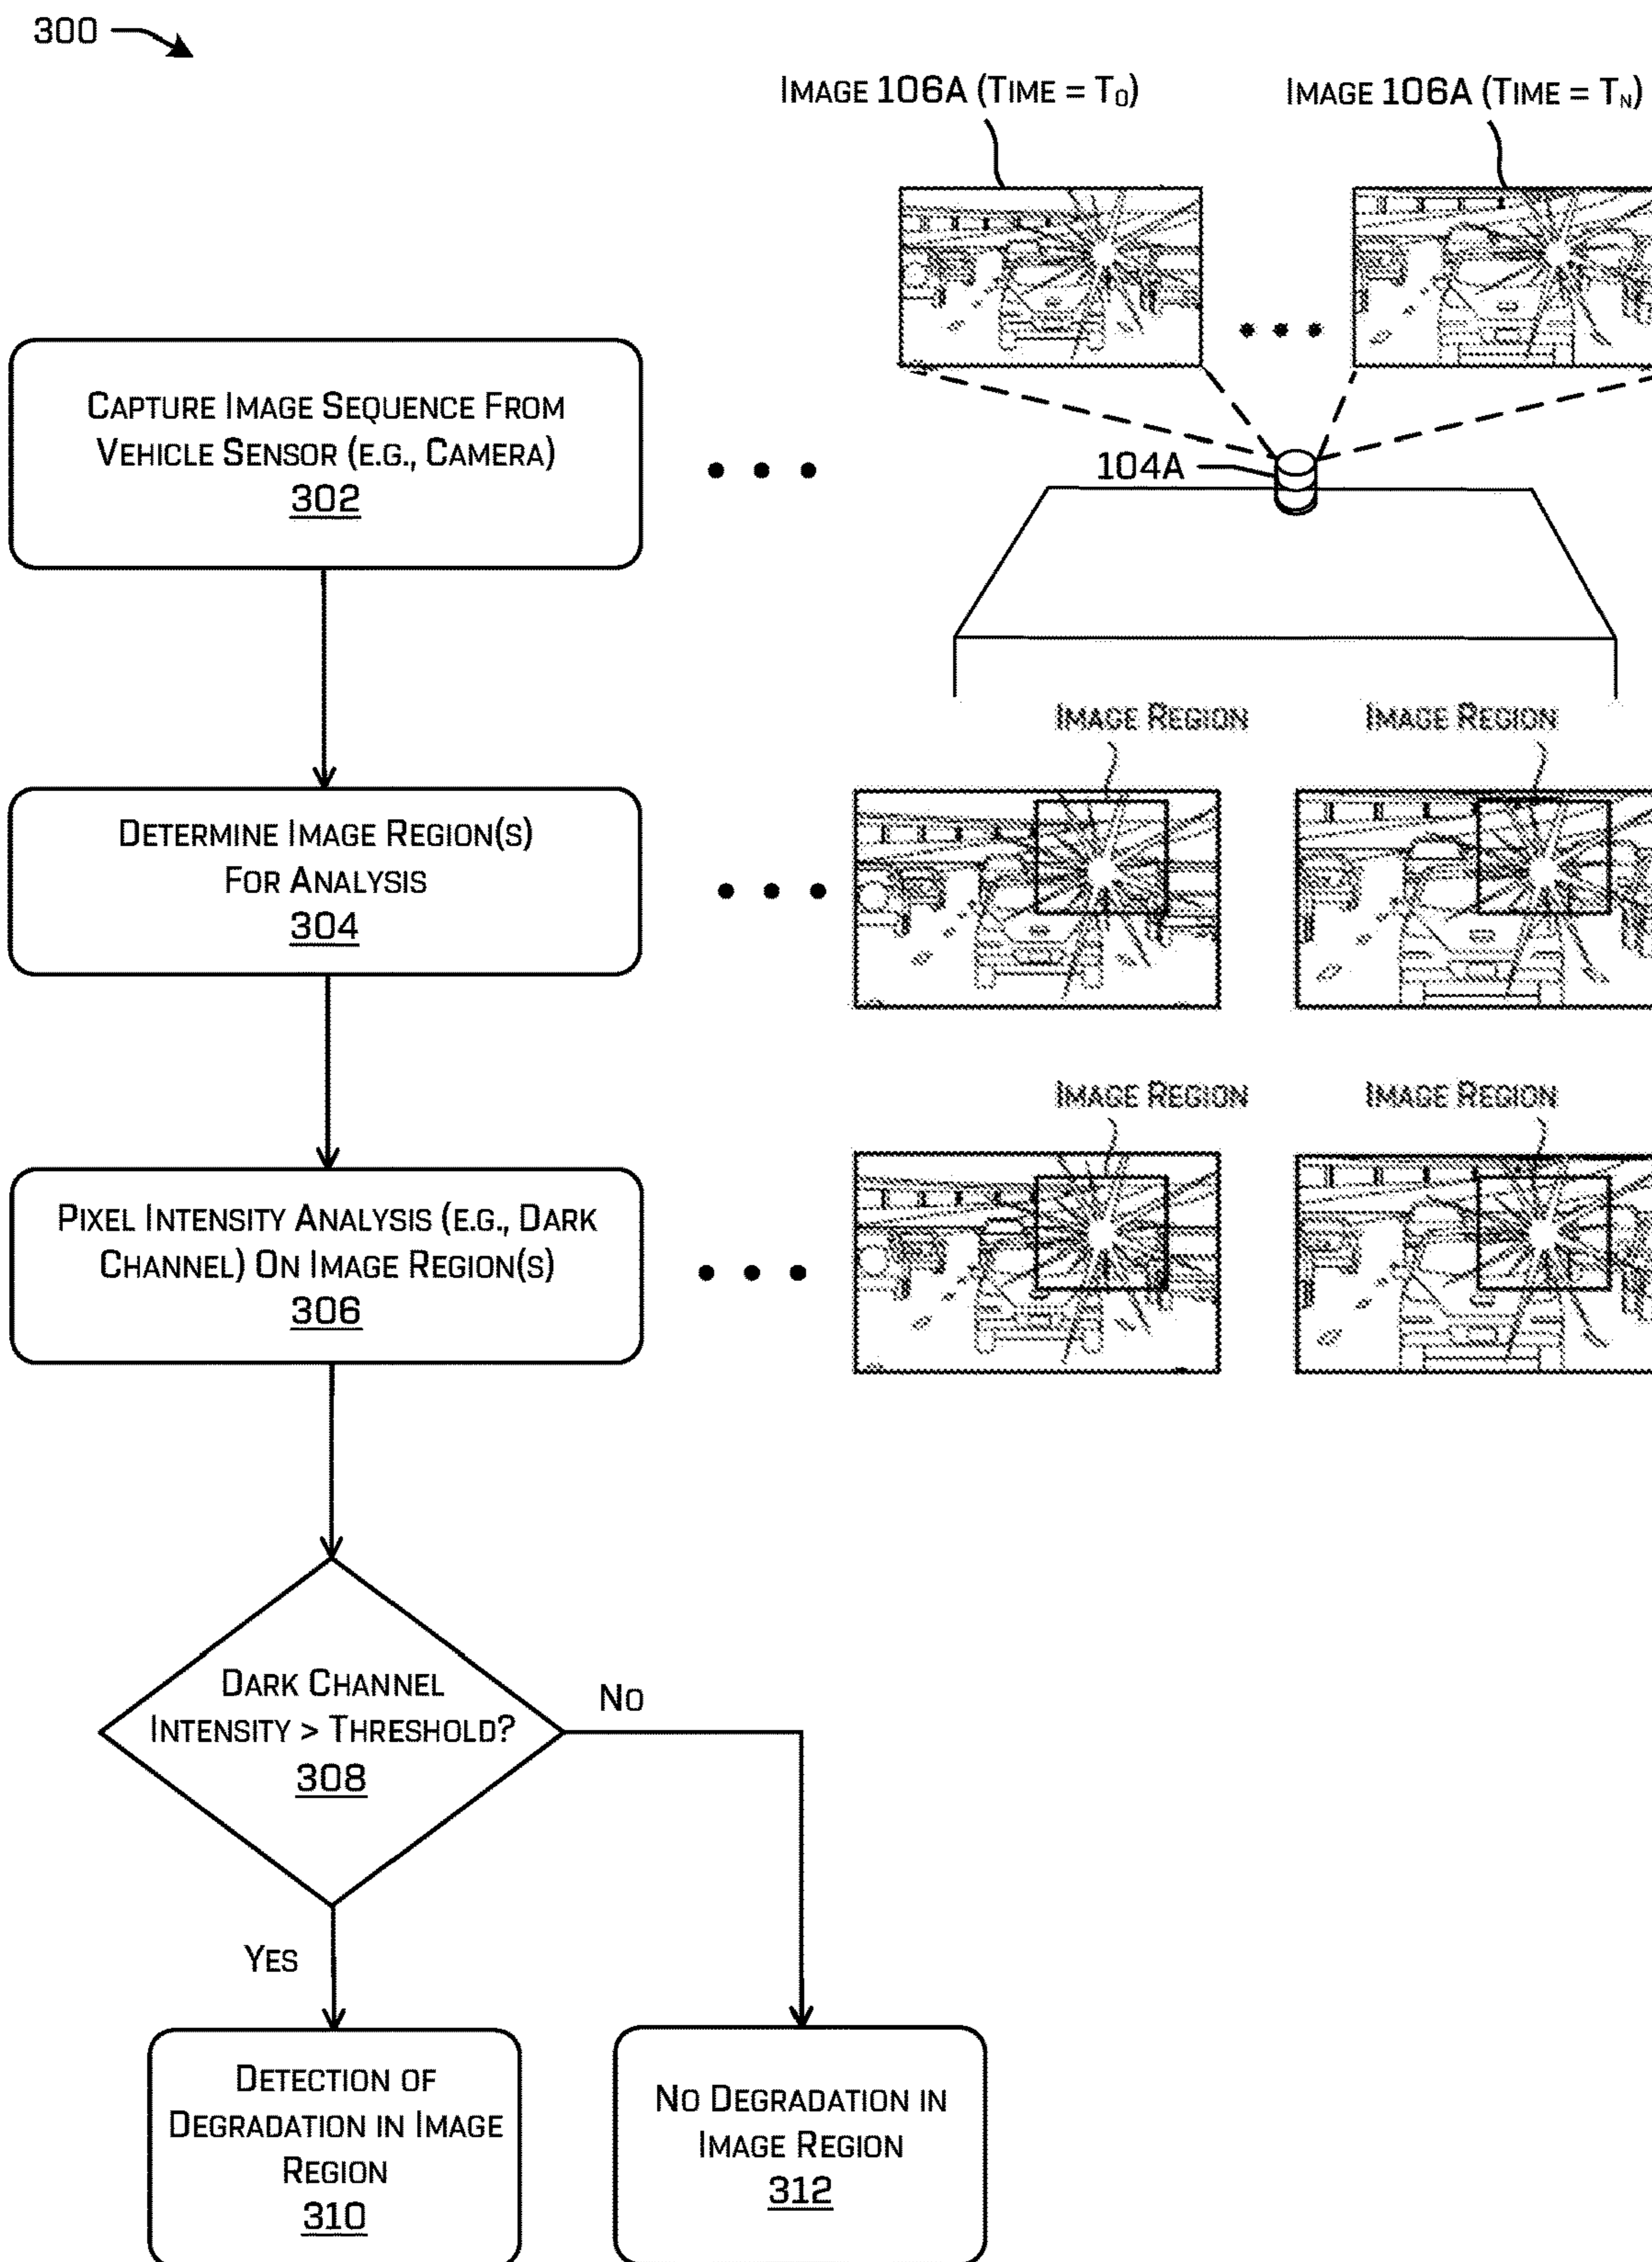 300
IMAGE 106A (TIME = T0)
IMAGE 106A (TIME = TN)
CAPTURE IMAGE SEQUENCE FROM
VEHICLE SENSOR (E.G., CAMERA)
302
104A
IMAGE REGION
IMAGE REGION
DETERMINE IMAGE REGION(S)
FOR ANALYSIS
304
IMAGE REGION
IMAGE REGION
PIXEL INTENSITY ANALYSIS (E.G., DARK
CHANNEL) ON IMAGE REGION(S)
306
DARK CHANNEL
INTENSITY > THRESHOLD?
308
NO
YES
DETECTION OF
DEGRADATION IN IMAGE
REGION
310
NO DEGRADATION IN
IMAGE REGION
312